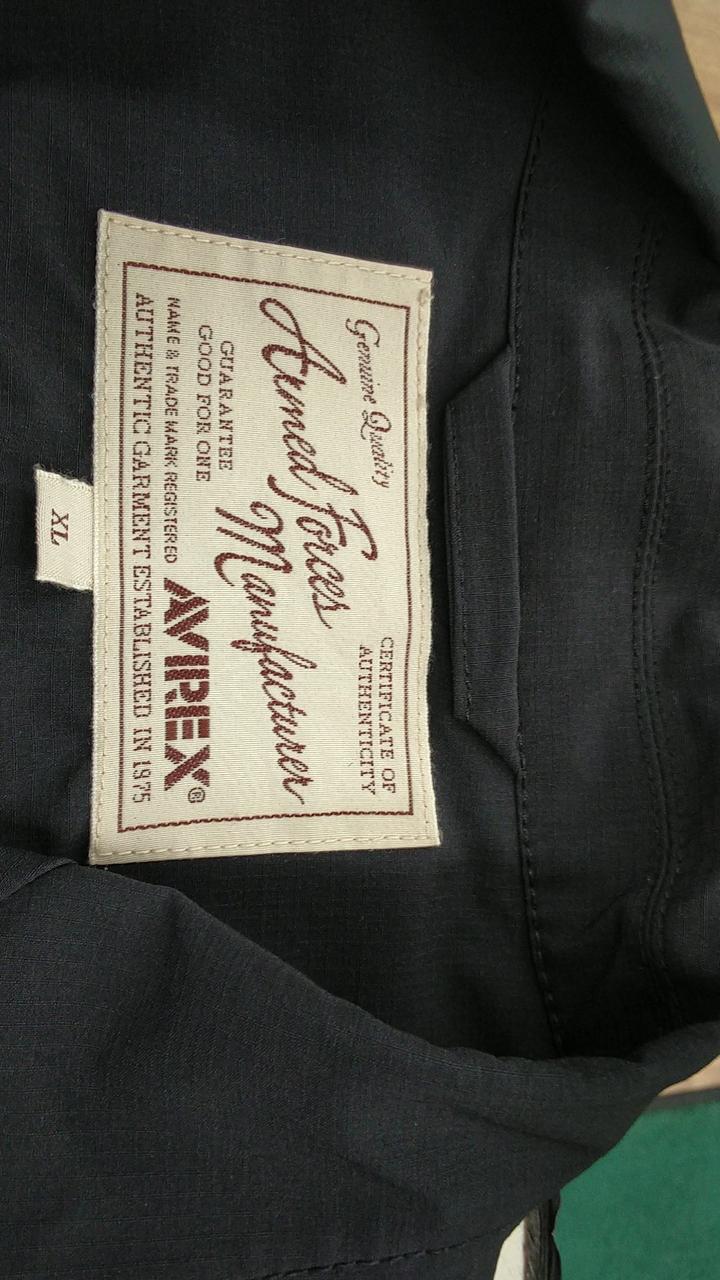 Genuine Quality
CERTIFICATE OF
AUTHENTICITY
Armed Forces
Manufacturer
GUARANTEE
GOOD FOR ONE
NAME & TRADE MARK REGISTERED
AVIREX®
AUTHENTIC GARMENT ESTABLISHED IN 1975
XL